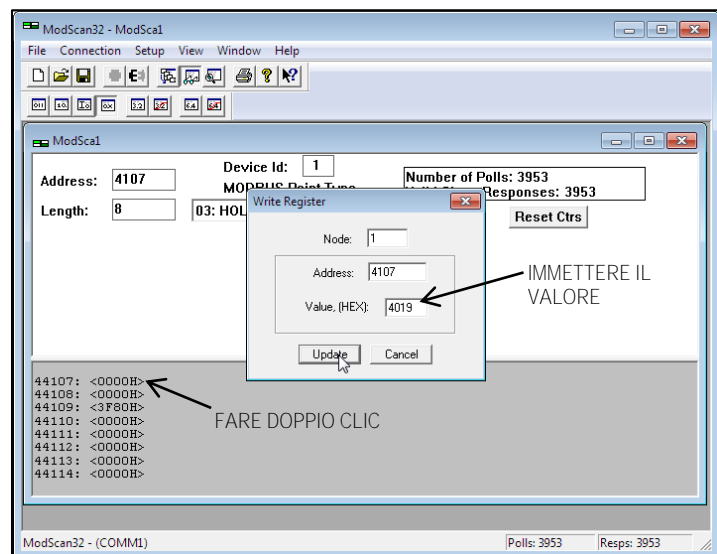 ModScan32 - ModSca1
File Connection Setup View Window Help
ModSca1
Address: 4107
Device Id: 1
MODBUS Point Type
Number of Polls: 3953
Responses: 3953
Length: 8
03: HOL
Reset Ctrs
Write Register
Node: 1
Address: 4107
Value, (HEX): 4019
Update Cancel
IMMETTERE IL
VALORE
44107: <0000H>
44108: <0000H>
44109: <3F80H>
44110: <0000H>
44111: <0000H>
44112: <0000H>
44113: <0000H>
44114: <0000H>
FARE DOPPIO CLIC
ModScan32 - (COMM1)
Polls: 3953
Resps: 3953